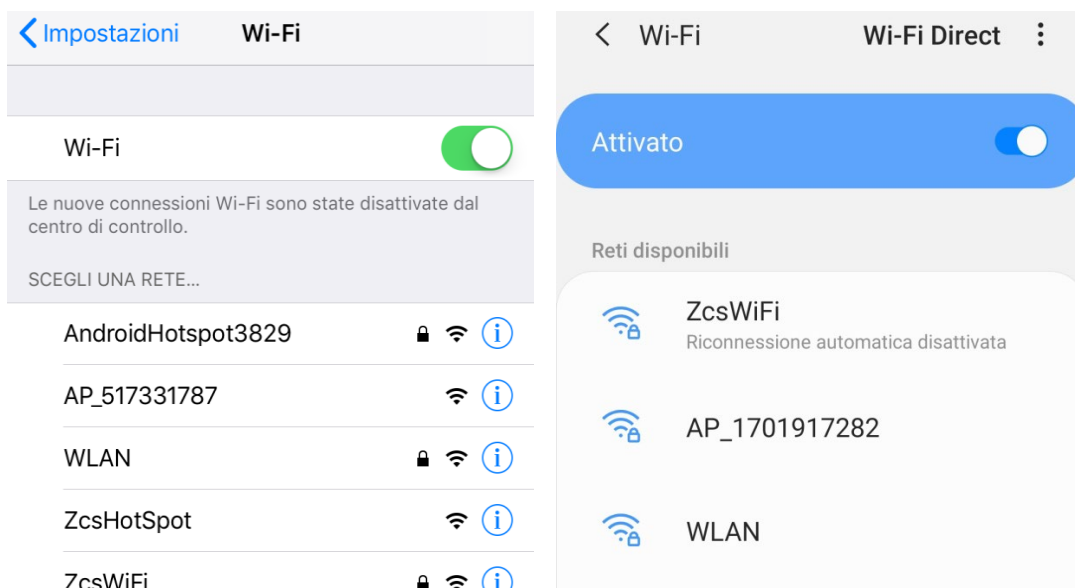 Impostazioni Wi-Fi
Wi-Fi
Le nuove connessioni Wi-Fi sono state disattivate dal
centro di controllo.
SCEGLI UNA RETE...
AndroidHotspot3829
AP_517331787
WLAN
ZcsHotSpot
ZcsWiFi
Wi-Fi Wi-Fi Direct
Attivato
Reti disponibili
ZcsWiFi
Riconnessione automatica disattivata
AP_1701917282
WLAN